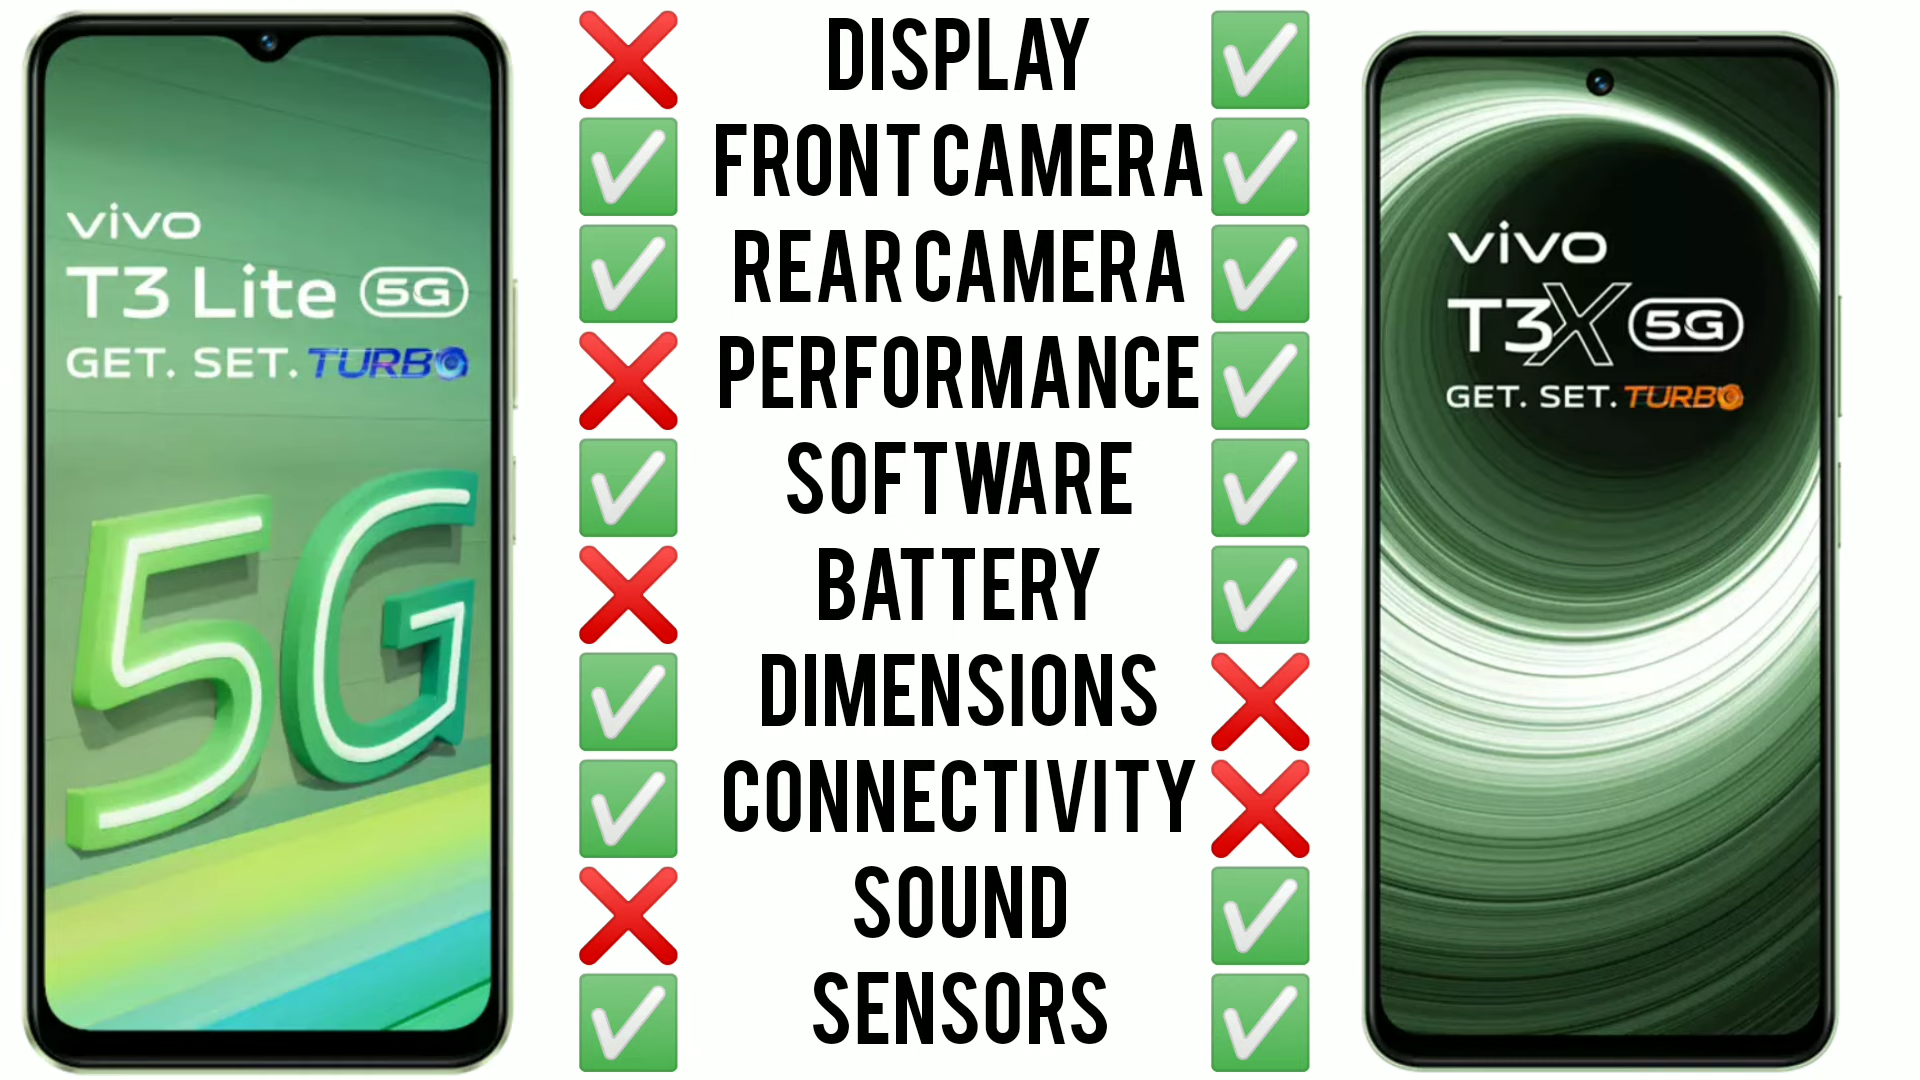 vivo
T3 Lite 5G
GET. SET. TURBO
5G
DISPLAY
FRONT CAMERA
REAR CAMERA
PERFORMANCE
SOFTWARE
BATTERY
DIMENSIONS
CONNECTIVITY
SOUND
SENSORS
vivo
T3X 5G
GET. SET. TURBO